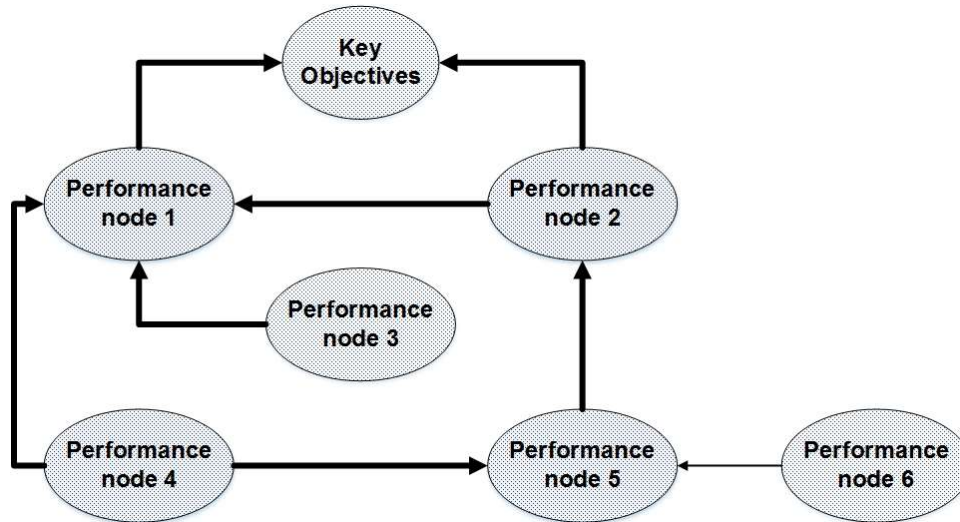 Key
Objectives
Performance
node 1
Performance
node 2
Performance
node 3
Performance
node 4
Performance
node 5
Performance
node 6